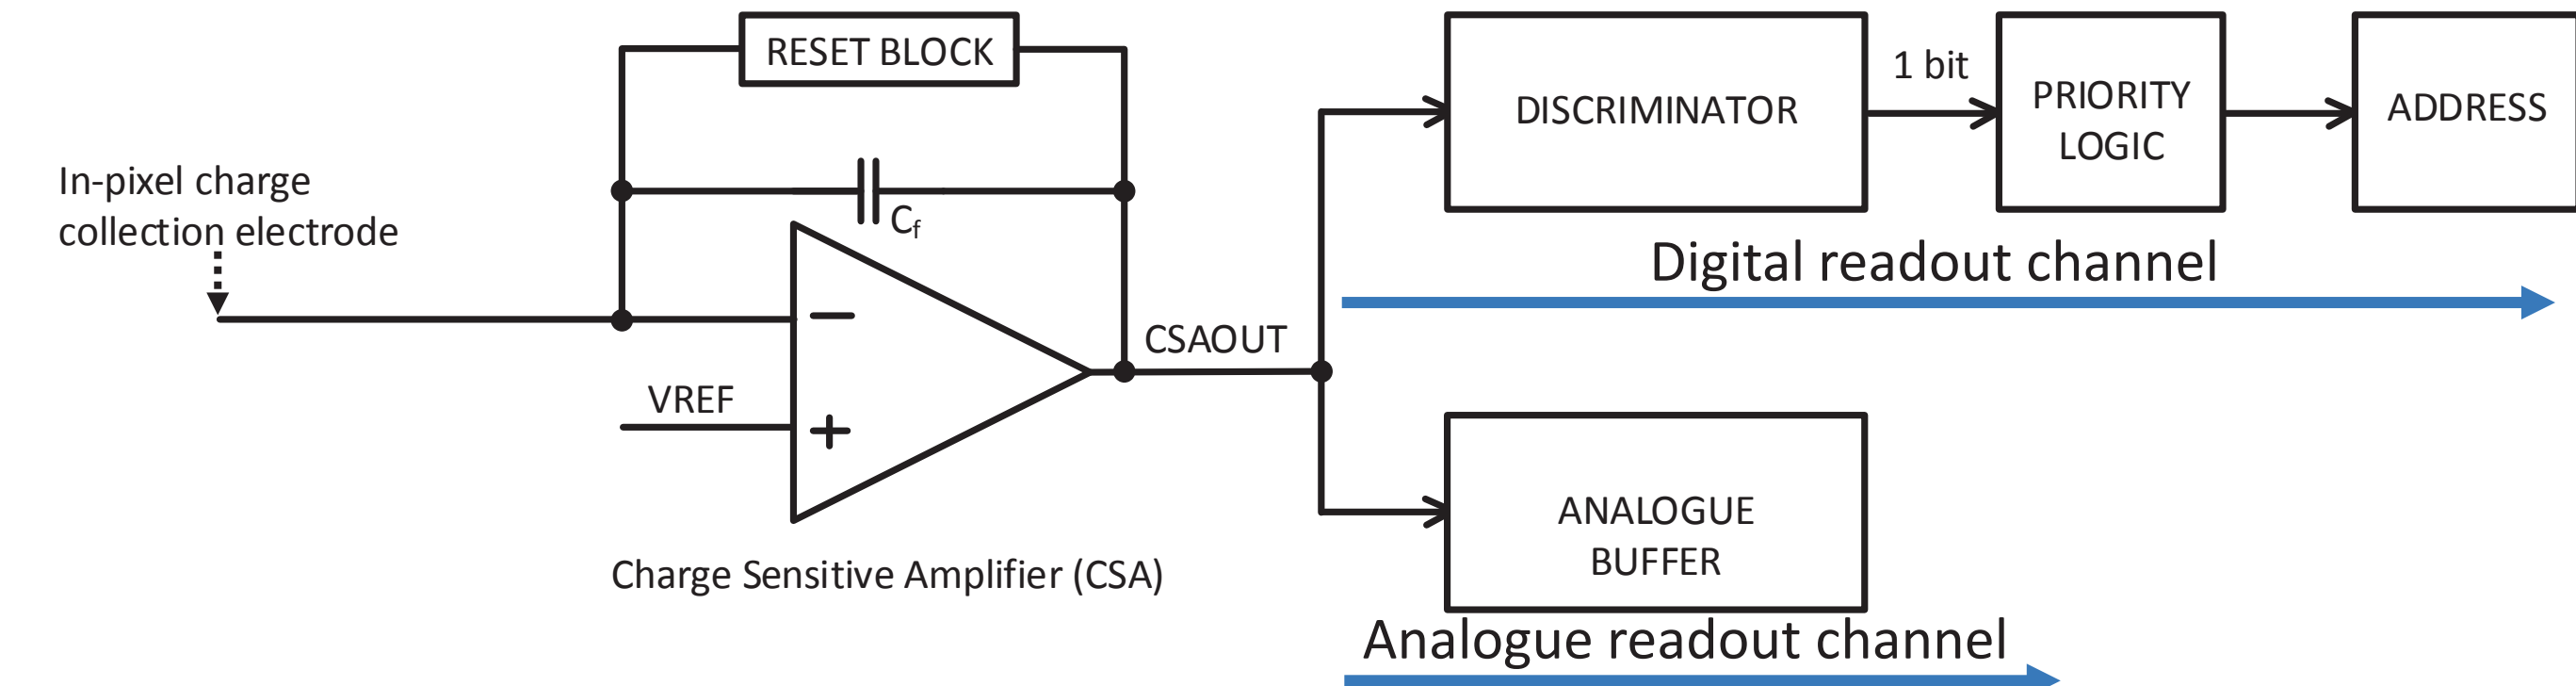 RESET BLOCK
DISCRIMINATOR
1 bit
PRIORITY
LOGIC
ADDRESS
In-pixel charge
collection electrode
Cf
Digital readout channel
−
CSAOUT
VREF
+
ANALOGUE
BUFFER
Charge Sensitive Amplifier (CSA)
Analogue readout channel